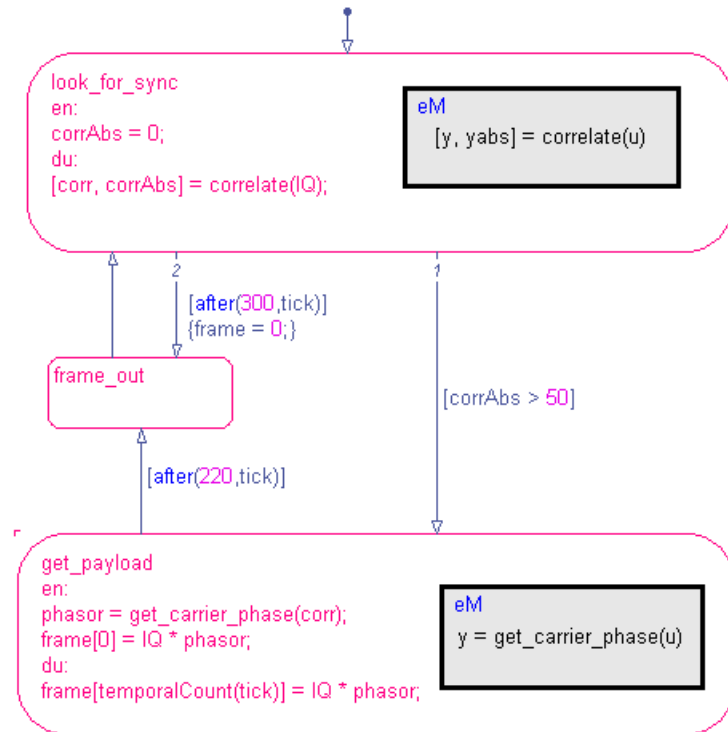 look_for_sync
en:
corrAbs = 0;
du:
[corr, corrAbs] = correlate(IQ);
eM
[y, yabs] = correlate(u)
2
1
[after(300,tick)]
{frame = 0;}
frame_out
[corrAbs > 50]
[after(220,tick)]
get_payload
en:
phasor = get_carrier_phase(corr);
frame[0] = IQ * phasor;
du:
frame[temporalCount(tick)] = IQ * phasor;
eM
y = get_carrier_phase(u)